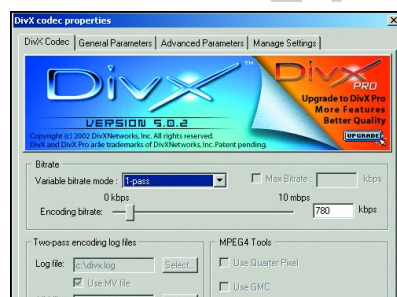 DivX codec properties
DivX Codec
General Parameters
Advanced Parameters
Manage Settings
DivX™
VERSION 5.0.2
Copyright (c) 2002 DivXNetworks, Inc. All rights reserved.
DivX and DivX Pro arde trademarks of DivXNetworks, Inc. Patent pending.
DivX
PRO
Upgrade to DivX Pro
More Features
Better Quality
UPGRADE
Bitrate
Variable bitrate mode : 1-pass
Max Bitrate : kbps
0 kbps 10 mbps
Encoding bitrate: 780 kbps
Two-pass encoding log files
Log file: c:\divx.log Select...
Use MV file
MPEG4 Tools
Use Quarter Pixel
Use GMC